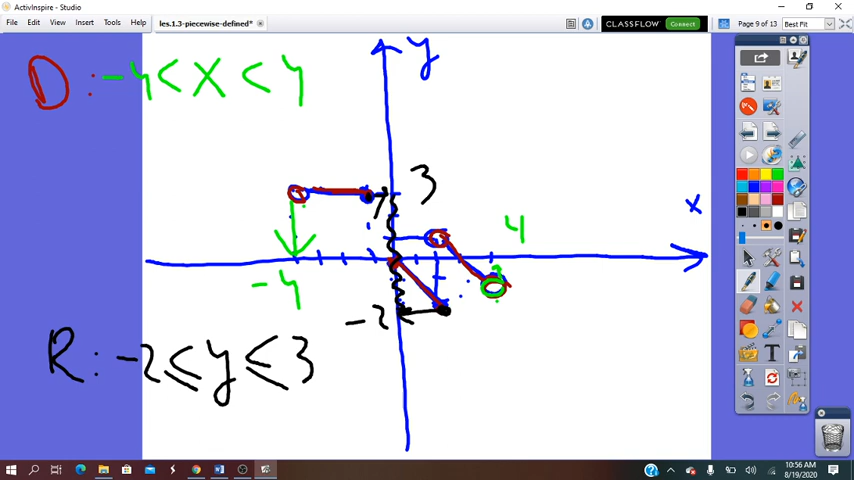 ActivInspire - Studio
File Edit View Insert Tools Help
les.1.3-piecewise-defined*
CLASSFLOW Connect
Page 9 of 13
Best Fit
D: -4 < x < 4
y
3
x
4
-4
-2
R: -2 ≤ y ≤ 3
T
10:56 AM
8/19/2020